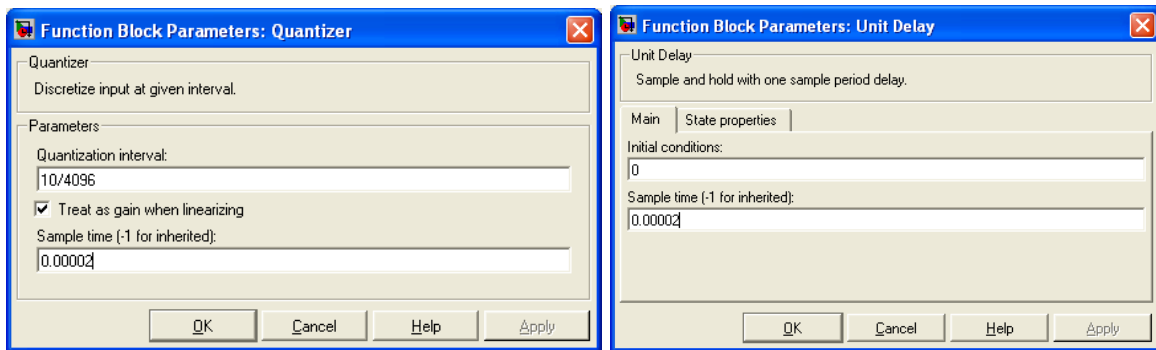 Function Block Parameters: Quantizer
Quantizer
Discretize input at given interval.
Parameters
Quantization interval:
10/4096
Treat as gain when linearizing
Sample time (-1 for inherited):
0.00002
OK Cancel Help Apply
Function Block Parameters: Unit Delay
Unit Delay
Sample and hold with one sample period delay.
Main State properties
Initial conditions:
0
Sample time (-1 for inherited):
0.00002
OK Cancel Help Apply